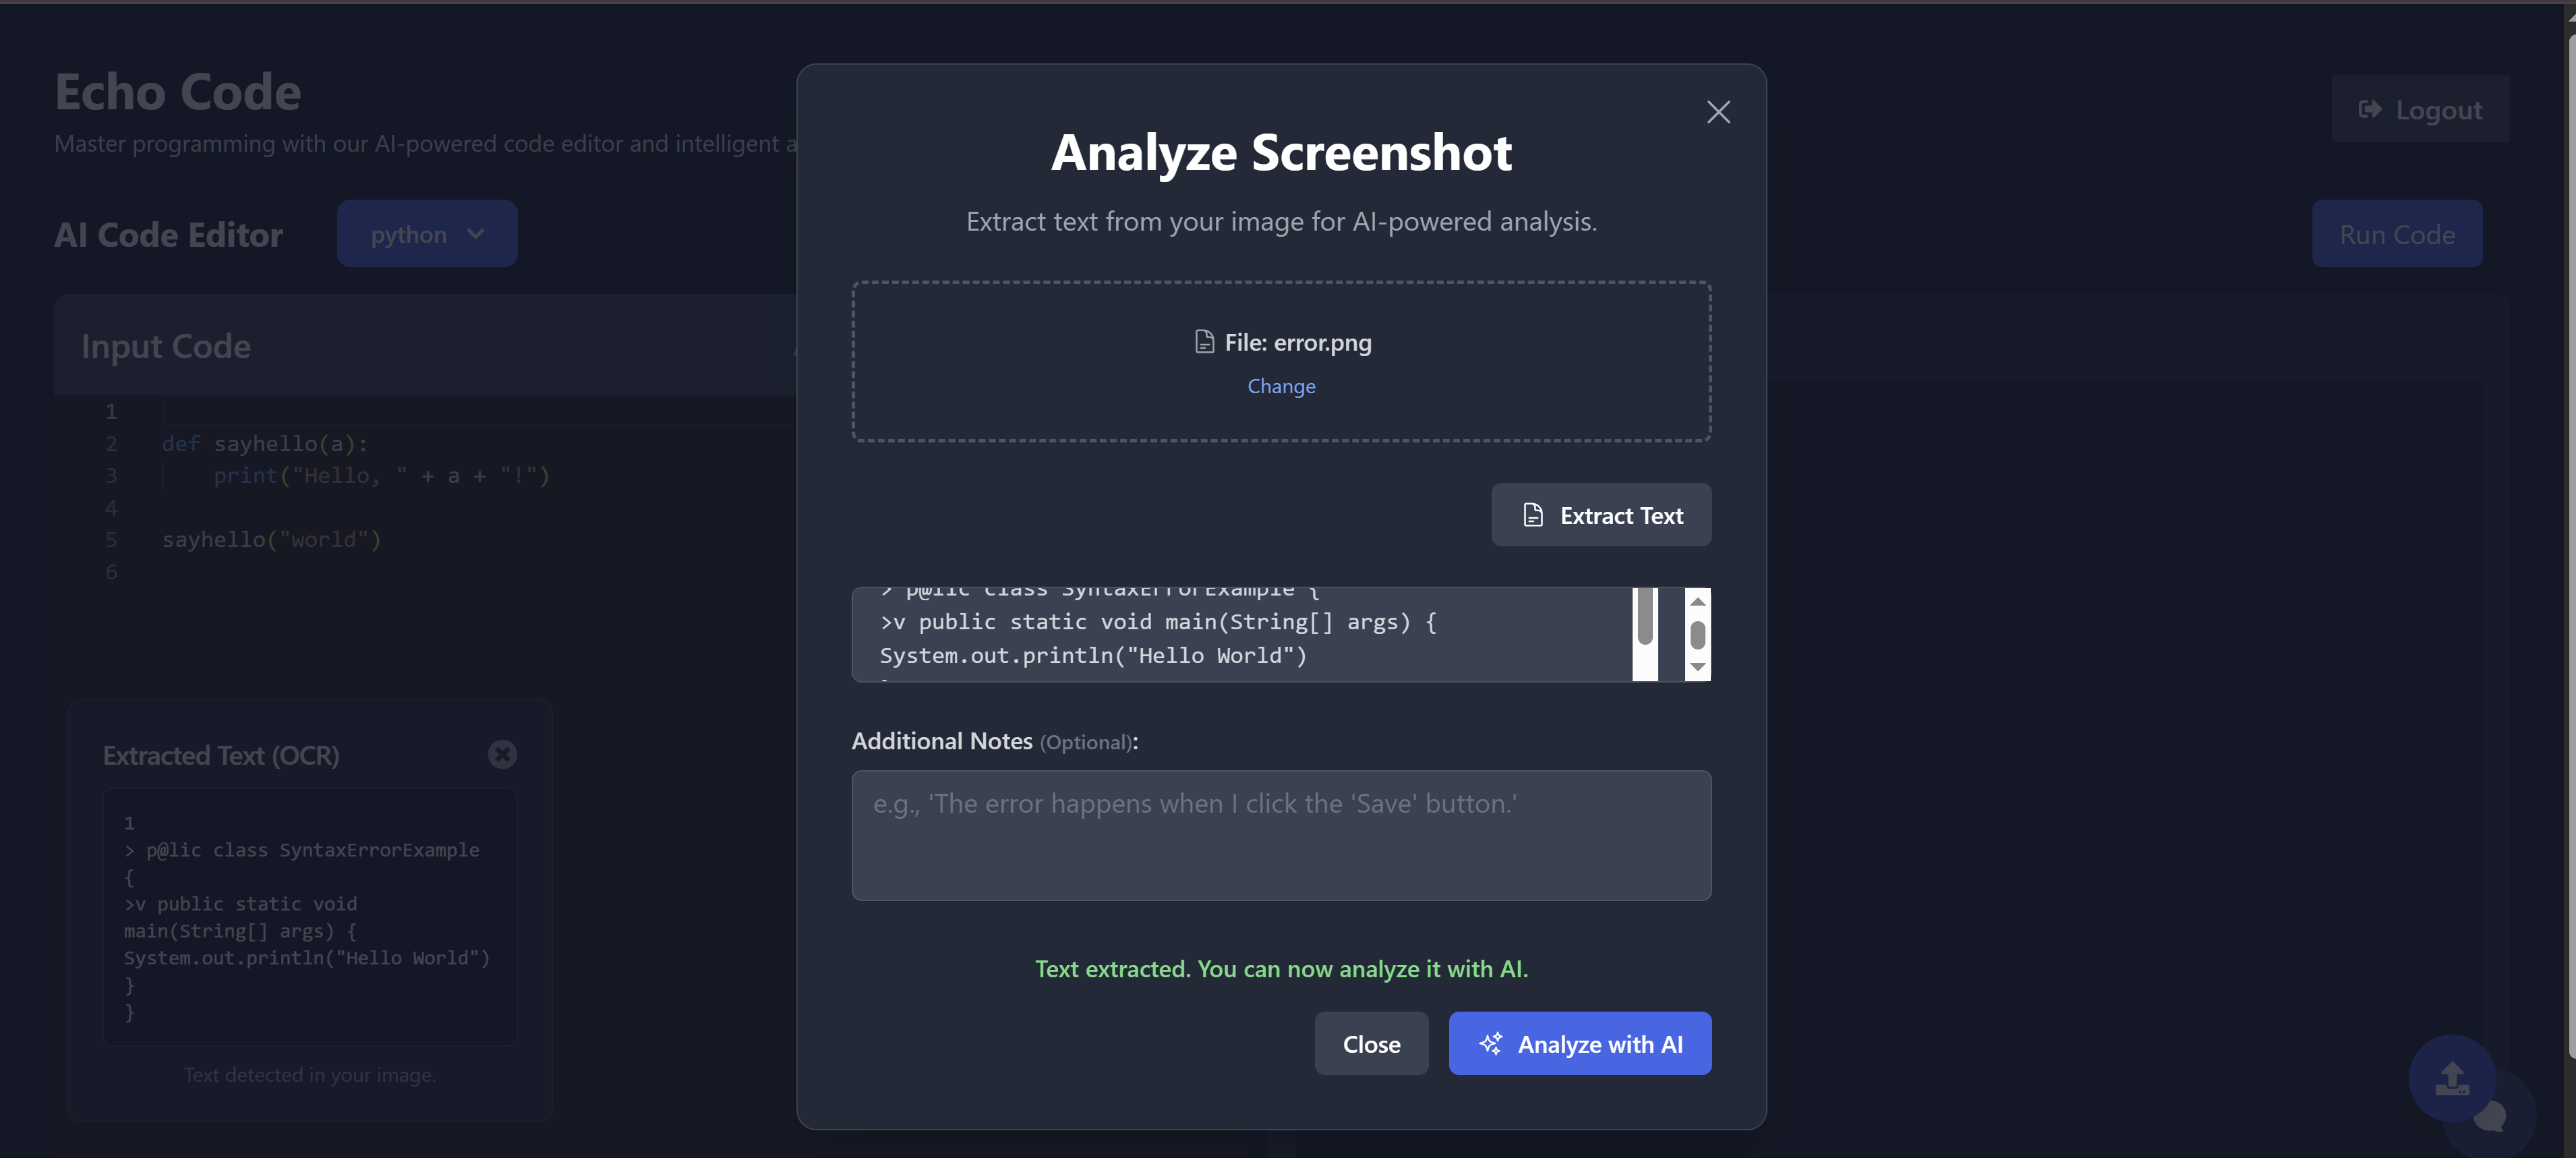 Echo Code
Master programming with our AI-powered code editor and intelligent a
Logout
AI Code Editor
python
Run Code
Input Code
1
2 def sayhello(a):
3 print("Hello, " + a + "!")
4
5 sayhello("world")
6
Extracted Text (OCR)
1
> p@lic class SyntaxErrorExample
{
>v public static void
main(String[] args) {
System.out.println("Hello World")
}
}
Text detected in your image.
Analyze Screenshot
Extract text from your image for AI-powered analysis.
File: error.png
Change
Extract Text
> p@lic class SyntaxErrorExample {
>v public static void main(String[] args) {
System.out.println("Hello World")
Additional Notes (Optional):
e.g., 'The error happens when I click the 'Save' button.'
Text extracted. You can now analyze it with AI.
Close
Analyze with AI